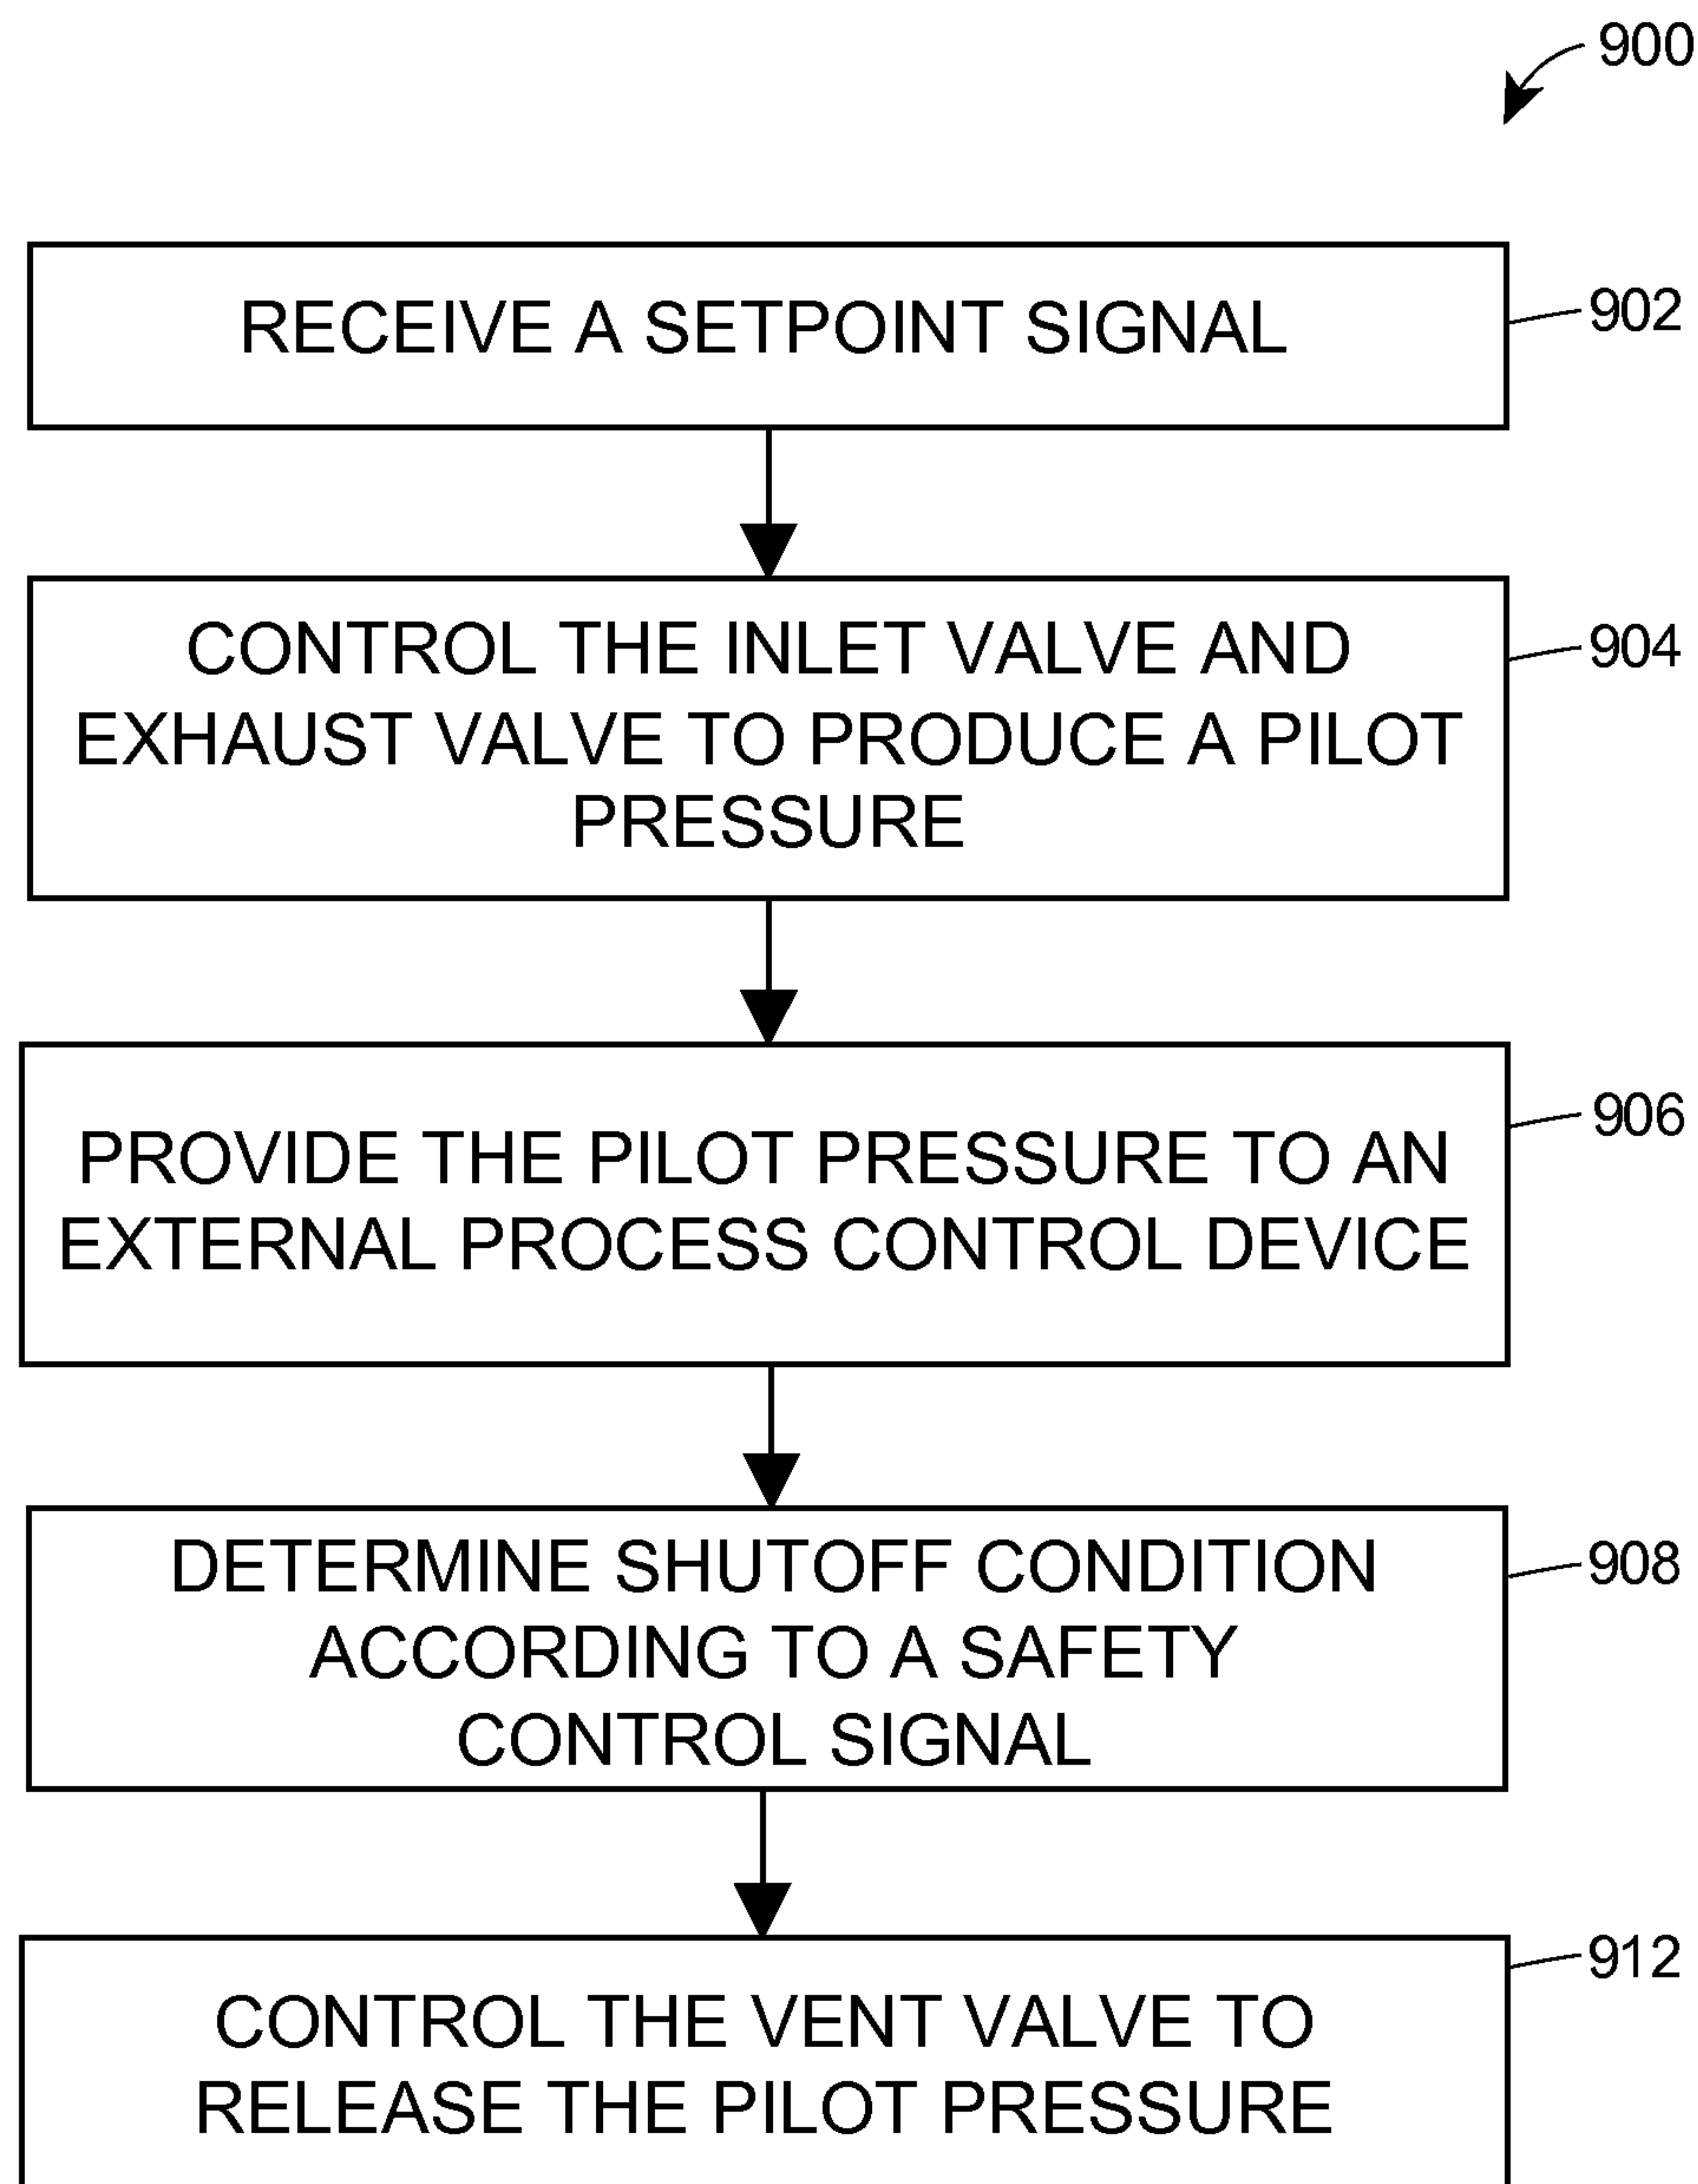 900
RECEIVE A SETPOINT SIGNAL
902
CONTROL THE INLET VALVE AND
EXHAUST VALVE TO PRODUCE A PILOT
PRESSURE
904
PROVIDE THE PILOT PRESSURE TO AN
EXTERNAL PROCESS CONTROL DEVICE
906
DETERMINE SHUTOFF CONDITION
ACCORDING TO A SAFETY
CONTROL SIGNAL
908
CONTROL THE VENT VALVE TO
RELEASE THE PILOT PRESSURE
912